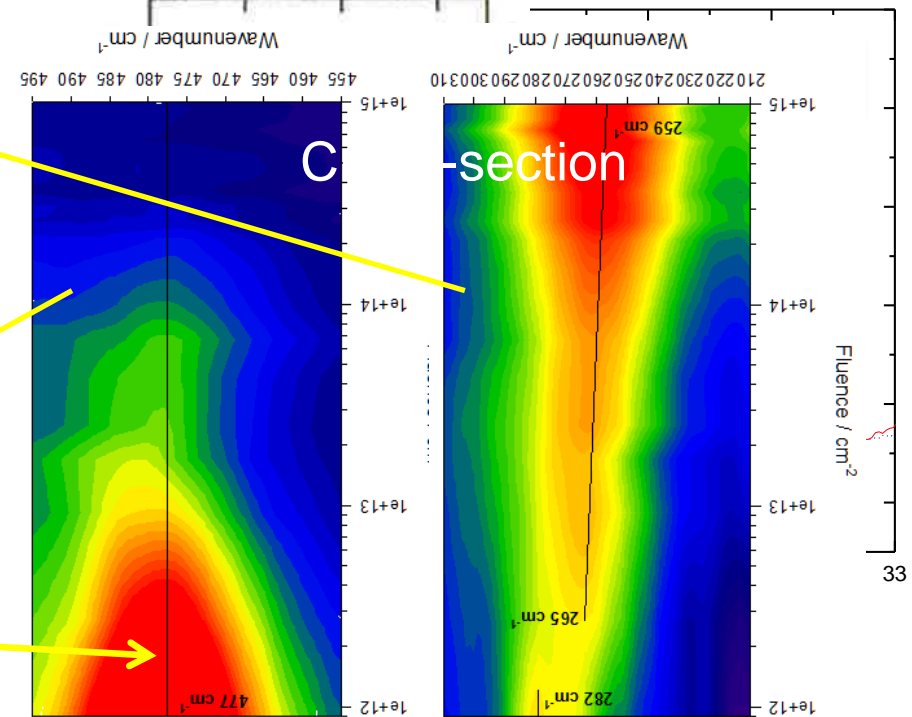 Wavenumber / cm⁻¹
495 490 485 480 475 470 465 460 455
1e+15
1e+14
1e+13
1e+12
477 cm⁻¹
C
-section
Wavenumber / cm⁻¹
310 300 290 280 270 260 250 240 230 220 210
1e+15
1e+14
1e+13
1e+12
259 cm⁻¹
265 cm⁻¹
282 cm⁻¹
Fluence / cm⁻²
33